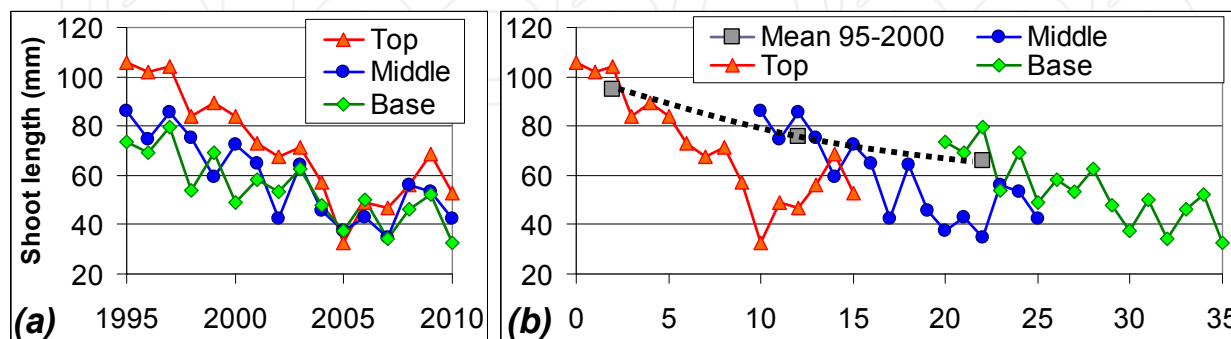 Shoot length (mm)
120
100
80
60
40
20
1995 2000 2005 2010
Top
Middle
Base
(a)
120
100
80
60
40
20
0 5 10 15 20 25 30 35
Mean 95-2000 Middle
Top Base
(b)